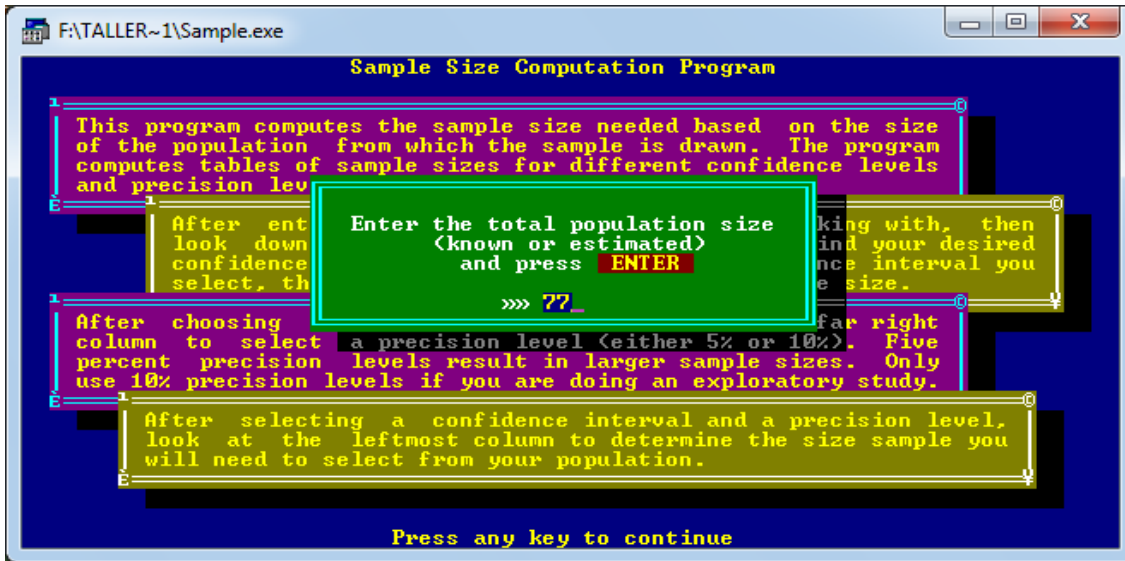 F:\TALLER~1\Sample.exe
Sample Size Computation Program
This program computes the sample size needed based on the size
of the population from which the sample is drawn. The program
computes tables of sample sizes for different confidence levels
and precision lev
After ent
look down
confidence
select, th
king with, then
ind your desired
nce interval you
e size.
Enter the total population size
(known or estimated)
and press ENTER
»»» 77_
After choosing far right
column to select a precision level (either 5% or 10%). Five
percent precision levels result in larger sample sizes. Only
use 10% precision levels if you are doing an exploratory study.
After selecting a confidence interval and a precision level,
look at the leftmost column to determine the size sample you
will need to select from your population.
Press any key to continue